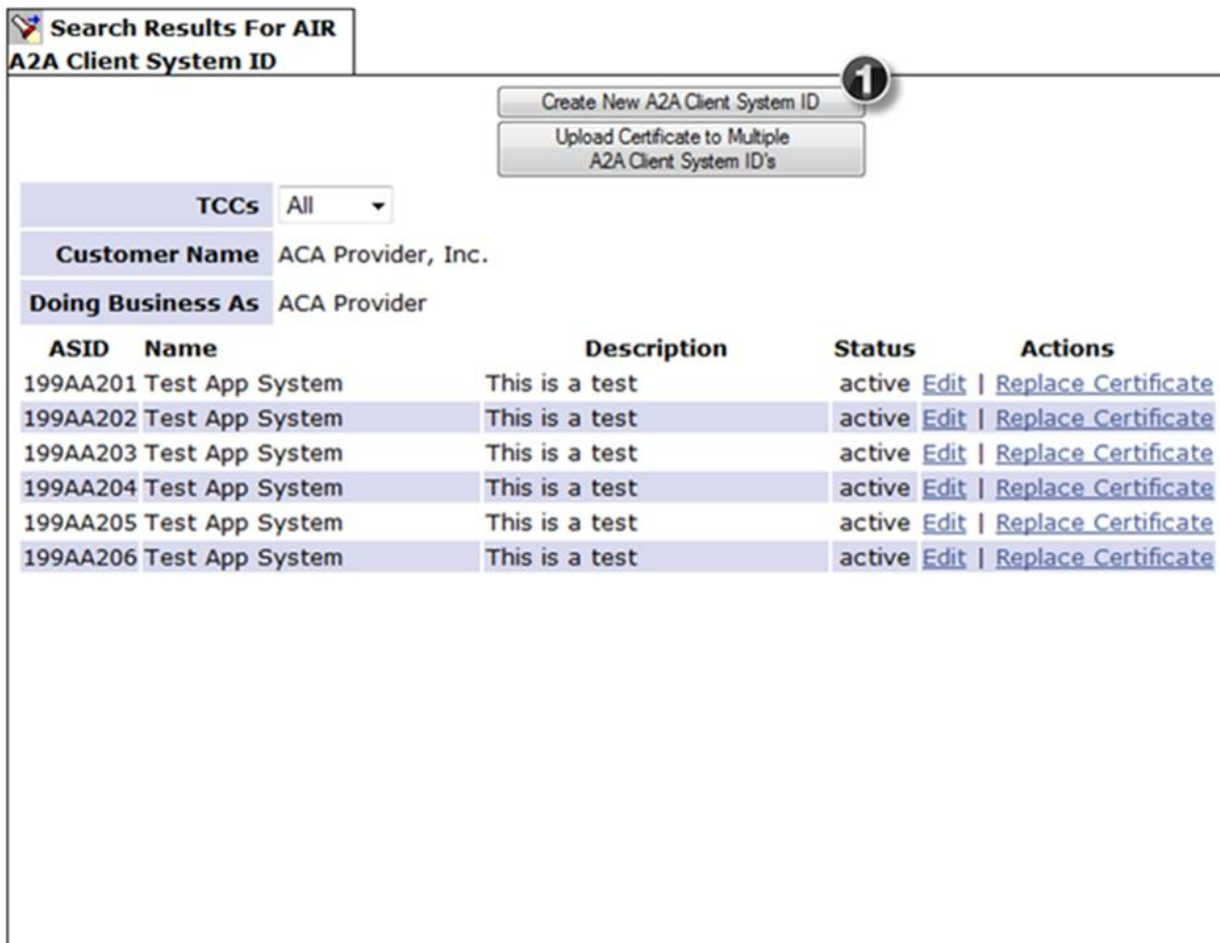 Search Results For AIR
A2A Client System ID
1
Create New A2A Client System ID
Upload Certificate to Multiple
A2A Client System ID's
TCCs All
Customer Name ACA Provider, Inc.
Doing Business As ACA Provider
ASID Name Description Status Actions
199AA201 Test App System This is a test active Edit | Replace Certificate
199AA202 Test App System This is a test active Edit | Replace Certificate
199AA203 Test App System This is a test active Edit | Replace Certificate
199AA204 Test App System This is a test active Edit | Replace Certificate
199AA205 Test App System This is a test active Edit | Replace Certificate
199AA206 Test App System This is a test active Edit | Replace Certificate